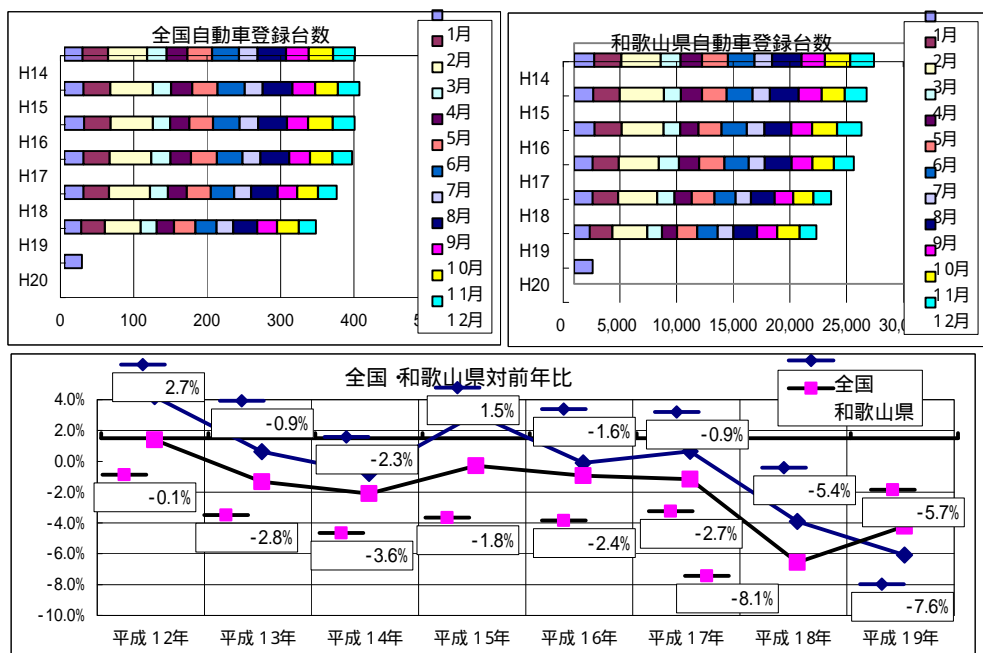 全国自動車登録台数
H14
H15
H16
H17
H18
H19
H20
0 100 200 300 400
1月
2月
3月
4月
5月
6月
7月
8月
9月
10月
11月
12月
和歌山県自動車登録台数
H14
H15
H16
H17
H18
H19
H20
0 5,000 10,000 15,000 20,000
1月
2月
3月
4月
5月
6月
7月
8月
9月
10月
11月
12月
全国・和歌山県対前年比
全国
和歌山県
4.0%
2.0%
0.0%
-2.0%
-4.0%
-6.0%
-8.0%
-10.0%
2.7%
-0.9%
-2.3%
1.5%
-1.6%
-0.9%
-5.4%
-7.6%
-0.1%
-2.8%
-3.6%
-1.8%
-2.4%
-2.7%
-8.1%
-5.7%
平成 12年 平成 13年 平成 14年 平成 15年 平成 16年 平成 17年 平成 18年 平成 19年